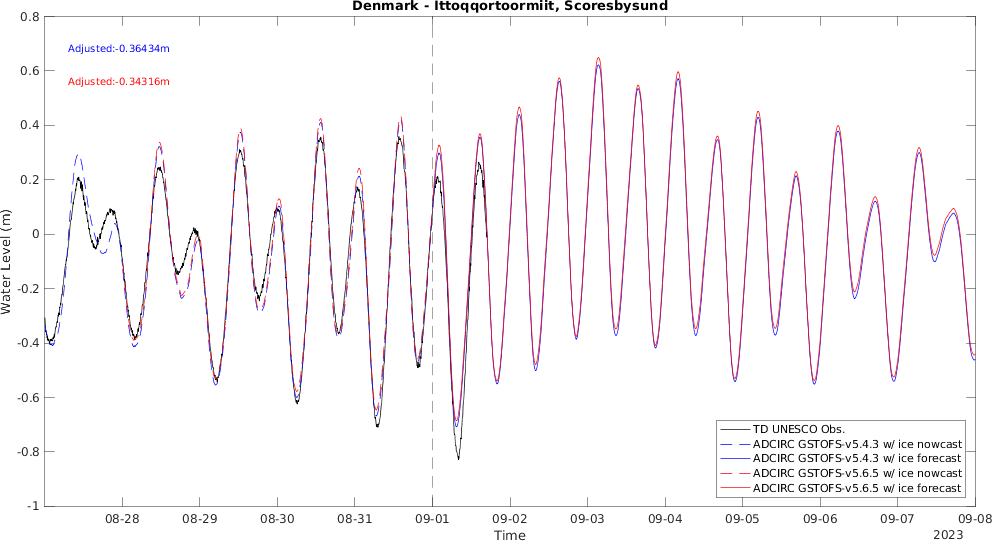 Denmark - Ittoqqortoormiit, Scoresbysund
Adjusted:-0.36434m
Adjusted:-0.34316m
Water Level (m)
0.8
0.6
0.4
0.2
0
-0.2
-0.4
-0.6
-0.8
-1
TD UNESCO Obs.
ADCIRC GSTOFS-v5.4.3 w/ ice nowcast
ADCIRC GSTOFS-v5.4.3 w/ ice forecast
ADCIRC GSTOFS-v5.6.5 w/ ice nowcast
ADCIRC GSTOFS-v5.6.5 w/ ice forecast
08-28 08-29 08-30 08-31 09-01 09-02 09-03 09-04 09-05 09-06 09-07 09-08
Time
2023